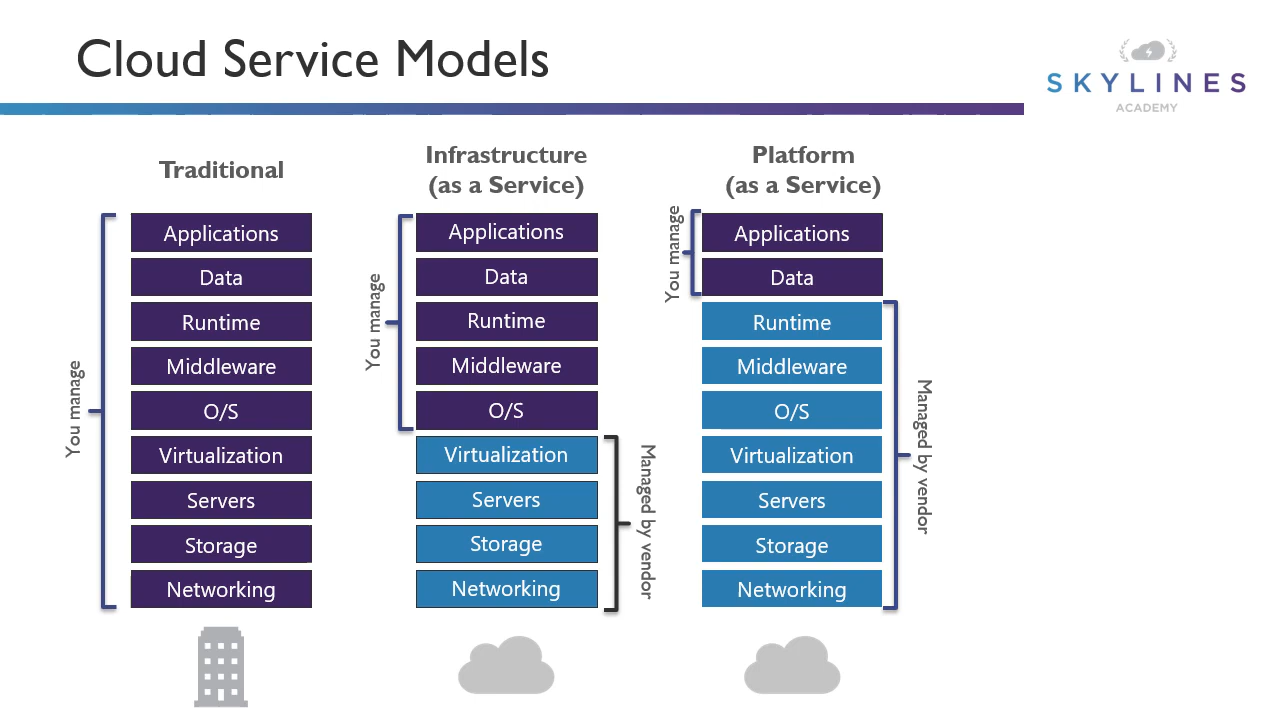 Cloud Service Models
SKYLINES
ACADEMY
Traditional
You manage
Applications
Data
Runtime
Middleware
O/S
Virtualization
Servers
Storage
Networking
Infrastructure
(as a Service)
You manage
Applications
Data
Runtime
Middleware
O/S
Virtualization
Servers
Storage
Networking
Managed by vendor
Platform
(as a Service)
You manage
Applications
Data
Runtime
Middleware
O/S
Virtualization
Servers
Storage
Networking
Managed by vendor